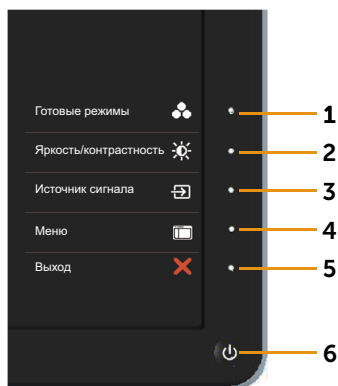 Готовые режимы 1
Яркость/контрастность 2
Источник сигнала 3
Меню 4
Выход 5
6